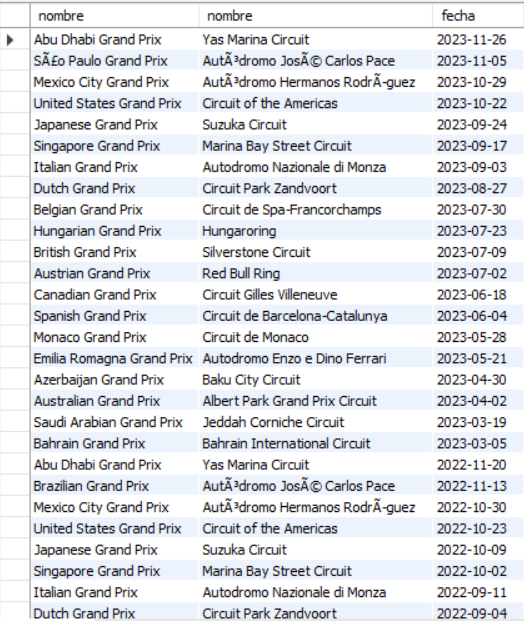 nombre nombre fecha
Abu Dhabi Grand Prix Yas Marina Circuit 2023-11-26
SÃ£o Paulo Grand Prix AutÃ³dromo JosÃ© Carlos Pace 2023-11-05
Mexico City Grand Prix AutÃ³dromo Hermanos RodrÃ-guez 2023-10-29
United States Grand Prix Circuit of the Americas 2023-10-22
Japanese Grand Prix Suzuka Circuit 2023-09-24
Singapore Grand Prix Marina Bay Street Circuit 2023-09-17
Italian Grand Prix Autodromo Nazionale di Monza 2023-09-03
Dutch Grand Prix Circuit Park Zandvoort 2023-08-27
Belgian Grand Prix Circuit de Spa-Francorchamps 2023-07-30
Hungarian Grand Prix Hungaroring 2023-07-23
British Grand Prix Silverstone Circuit 2023-07-09
Austrian Grand Prix Red Bull Ring 2023-07-02
Canadian Grand Prix Circuit Gilles Villeneuve 2023-06-18
Spanish Grand Prix Circuit de Barcelona-Catalunya 2023-06-04
Monaco Grand Prix Circuit de Monaco 2023-05-28
Emilia Romagna Grand Prix Autodromo Enzo e Dino Ferrari 2023-05-21
Azerbaijan Grand Prix Baku City Circuit 2023-04-30
Australian Grand Prix Albert Park Grand Prix Circuit 2023-04-02
Saudi Arabian Grand Prix Jeddah Corniche Circuit 2023-03-19
Bahrain Grand Prix Bahrain International Circuit 2023-03-05
Abu Dhabi Grand Prix Yas Marina Circuit 2022-11-20
Brazilian Grand Prix AutÃ³dromo JosÃ© Carlos Pace 2022-11-13
Mexico City Grand Prix AutÃ³dromo Hermanos RodrÃ-guez 2022-10-30
United States Grand Prix Circuit of the Americas 2022-10-23
Japanese Grand Prix Suzuka Circuit 2022-10-09
Singapore Grand Prix Marina Bay Street Circuit 2022-10-02
Italian Grand Prix Autodromo Nazionale di Monza 2022-09-11
Dutch Grand Prix Circuit Park Zandvoort 2022-09-04